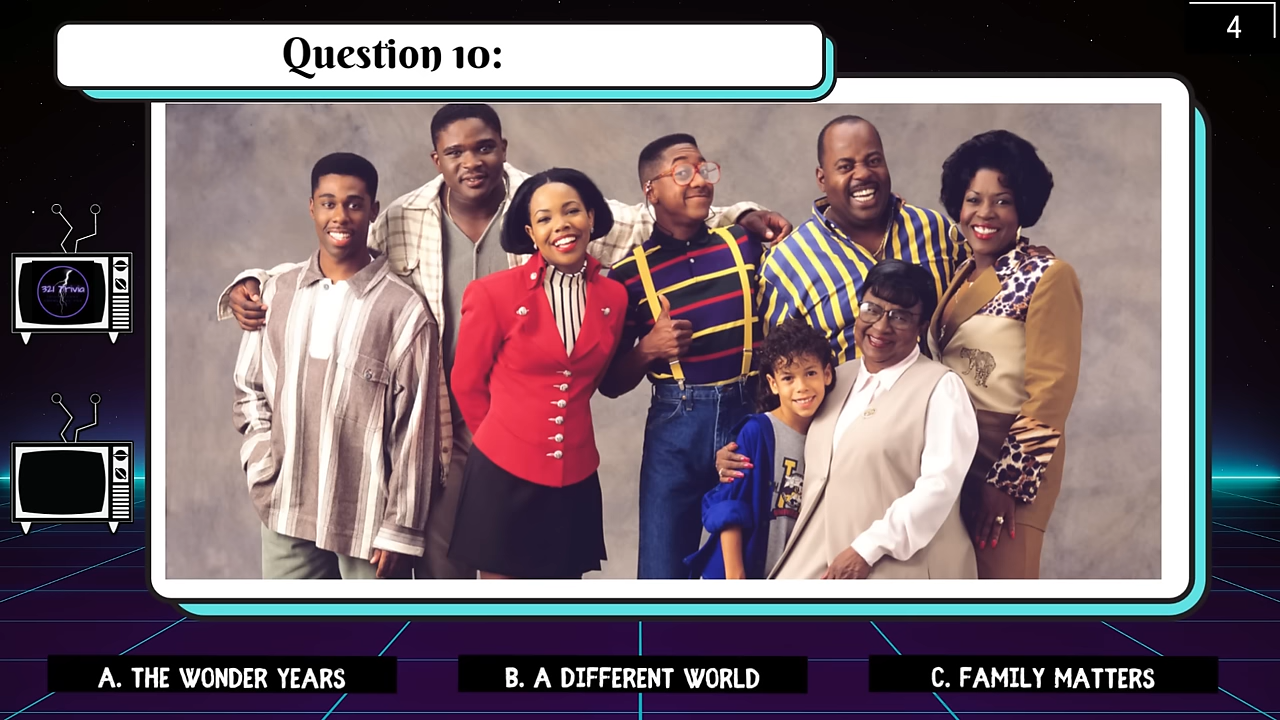 Question 10:
4
321 Trivia
A. THE WONDER YEARS
B. A DIFFERENT WORLD
C. FAMILY MATTERS